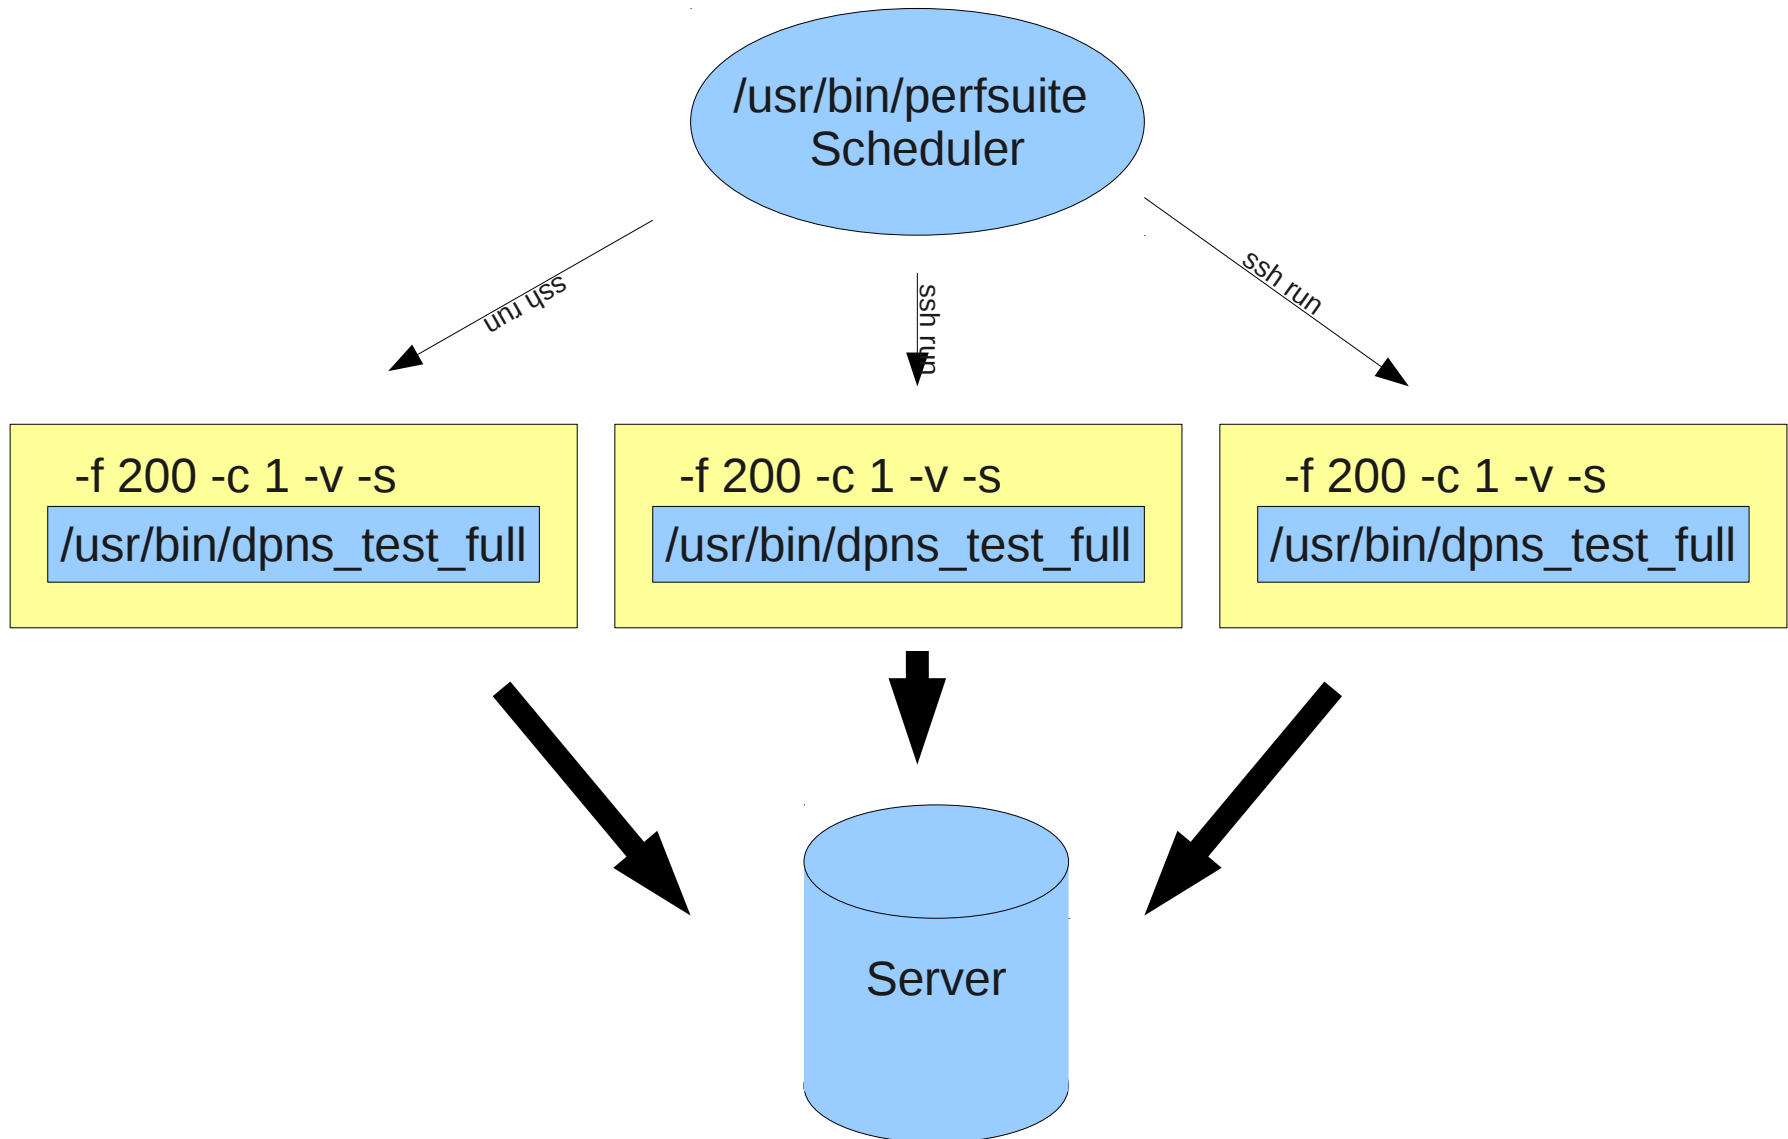 /usr/bin/perfsuite
Scheduler
ssh run
ssh run
ssh run
-f 200 -c 1 -v -s
/usr/bin/dpns_test_full
-f 200 -c 1 -v -s
/usr/bin/dpns_test_full
-f 200 -c 1 -v -s
/usr/bin/dpns_test_full
Server